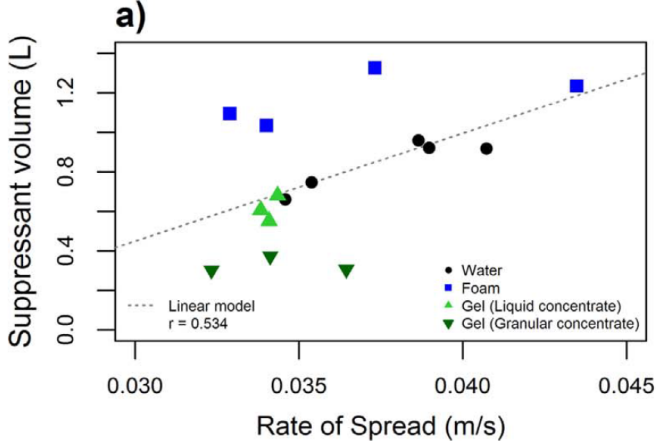 a)
Suppressant volume (L)
1.2
0.8
0.4
0.0
Water
Foam
Gel (Liquid concentrate)
Gel (Granular concentrate)
Linear model
r = 0.534
0.030
0.035
0.040
0.045
Rate of Spread (m/s)